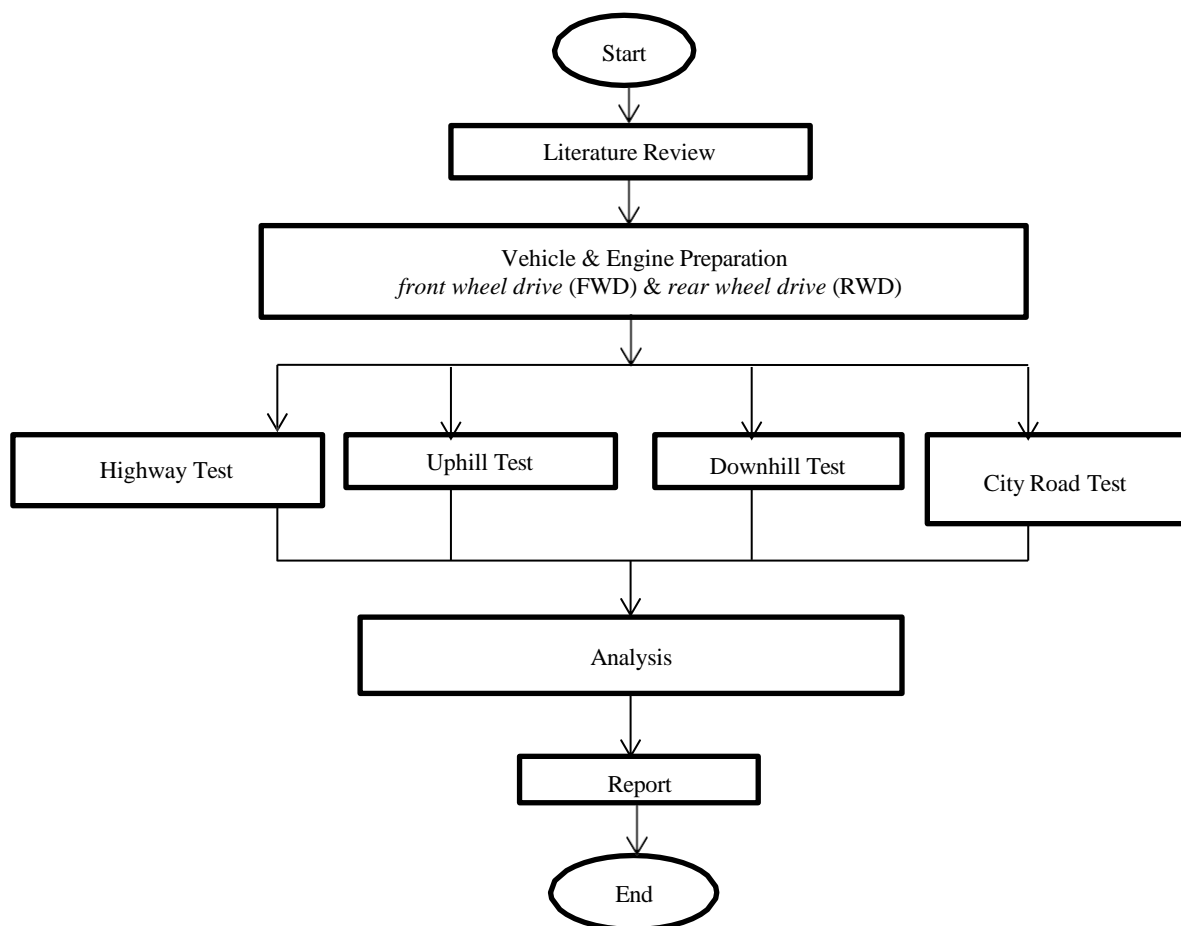 Start
Literature Review
Vehicle & Engine Preparation
front wheel drive (FWD) & rear wheel drive (RWD)
Highway Test
Uphill Test
Downhill Test
City Road Test
Analysis
Report
End